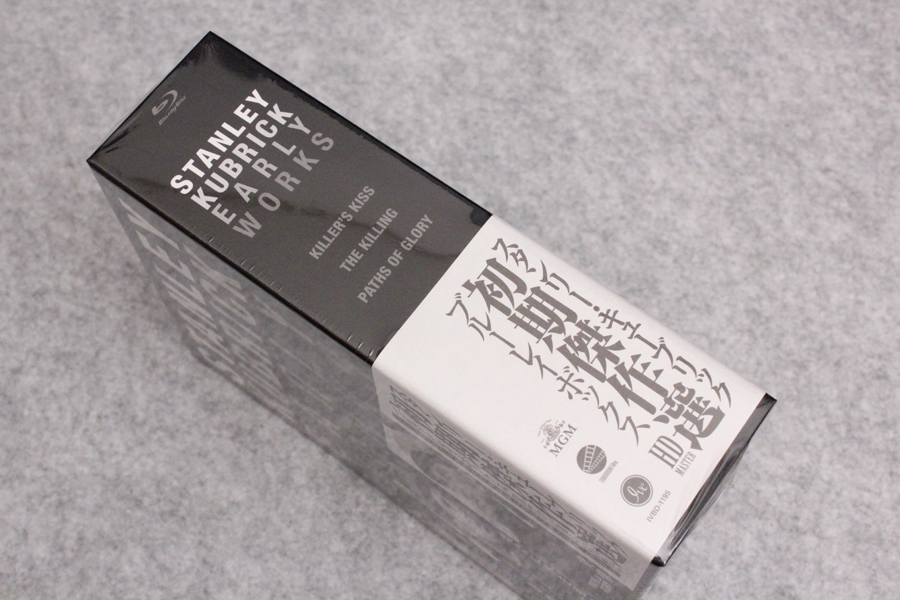 Blu-ray Disc
STANLEY
KUBRICK
EARLY
WORKS
KILLER'S KISS
THE KILLING
PATHS OF GLORY
スタンリー・キューブリック
初期傑作選
ブルーレイボックス
HD
MASTER
MGM
ivc
IVBD-1195